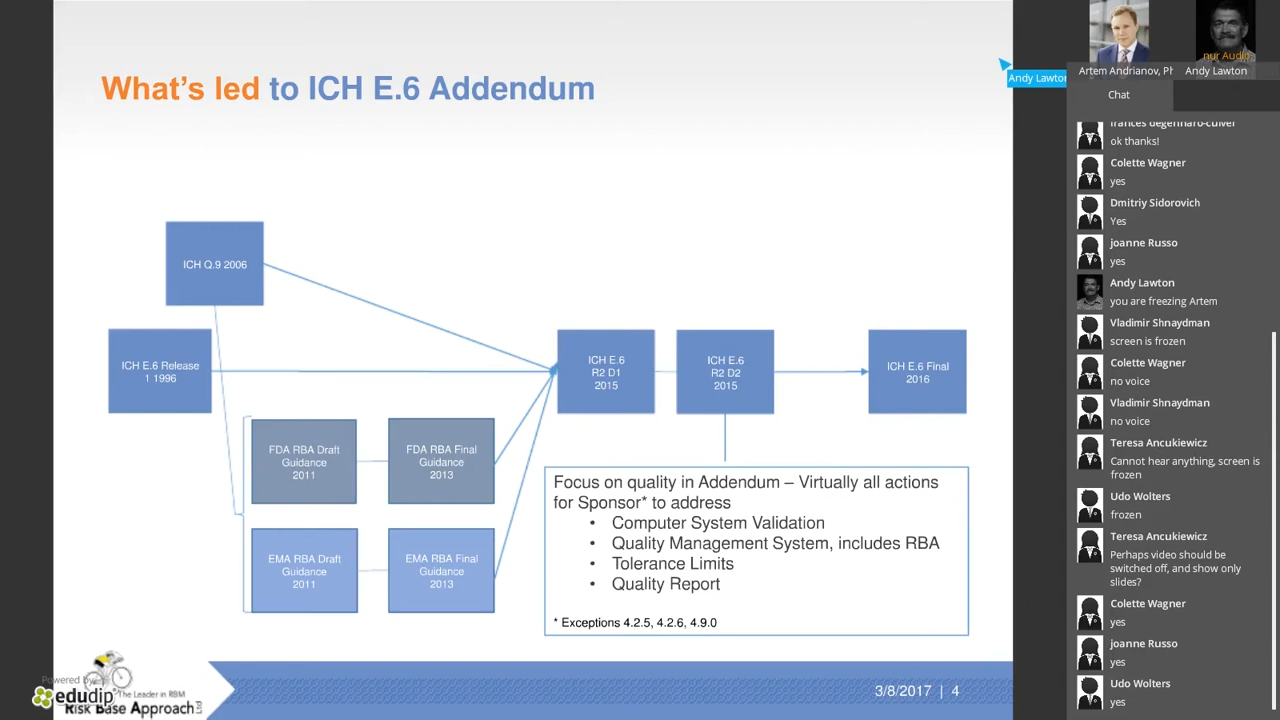 What's led to ICH E.6 Addendum
ICH Q.9 2006
ICH E.6 Release
1 1996
FDA RBA Draft
Guidance
2011
FDA RBA Final
Guidance
2013
EMA RBA Draft
Guidance
2011
EMA RBA Final
Guidance
2013
ICH E.6
R2 D1
2015
ICH E.6
R2 D2
2015
ICH E.6 Final
2016
Focus on quality in Addendum – Virtually all actions
for Sponsor* to address
• Computer System Validation
• Quality Management System, includes RBA
• Tolerance Limits
• Quality Report
* Exceptions 4.2.5, 4.2.6, 4.9.0
Powered by
edudip
The Leader in RBM
Risk Base Approach Ltd
3/8/2017 | 4
Andy Lawton
nur Audio
Artem Andrianov, Ph
Andy Lawton
Chat
frances degennaro-culver
ok thanks!
Colette Wagner
yes
Dmitriy Sidorovich
Yes
joanne Russo
yes
Andy Lawton
you are freezing Artem
Vladimir Shnaydman
screen is frozen
Colette Wagner
no voice
Vladimir Shnaydman
no voice
Teresa Ancukiewicz
Cannot hear anything, screen is
frozen
Udo Wolters
frozen
Teresa Ancukiewicz
Perhaps video should be
switched off, and show only
slides?
Colette Wagner
yes
joanne Russo
yes
Udo Wolters
yes